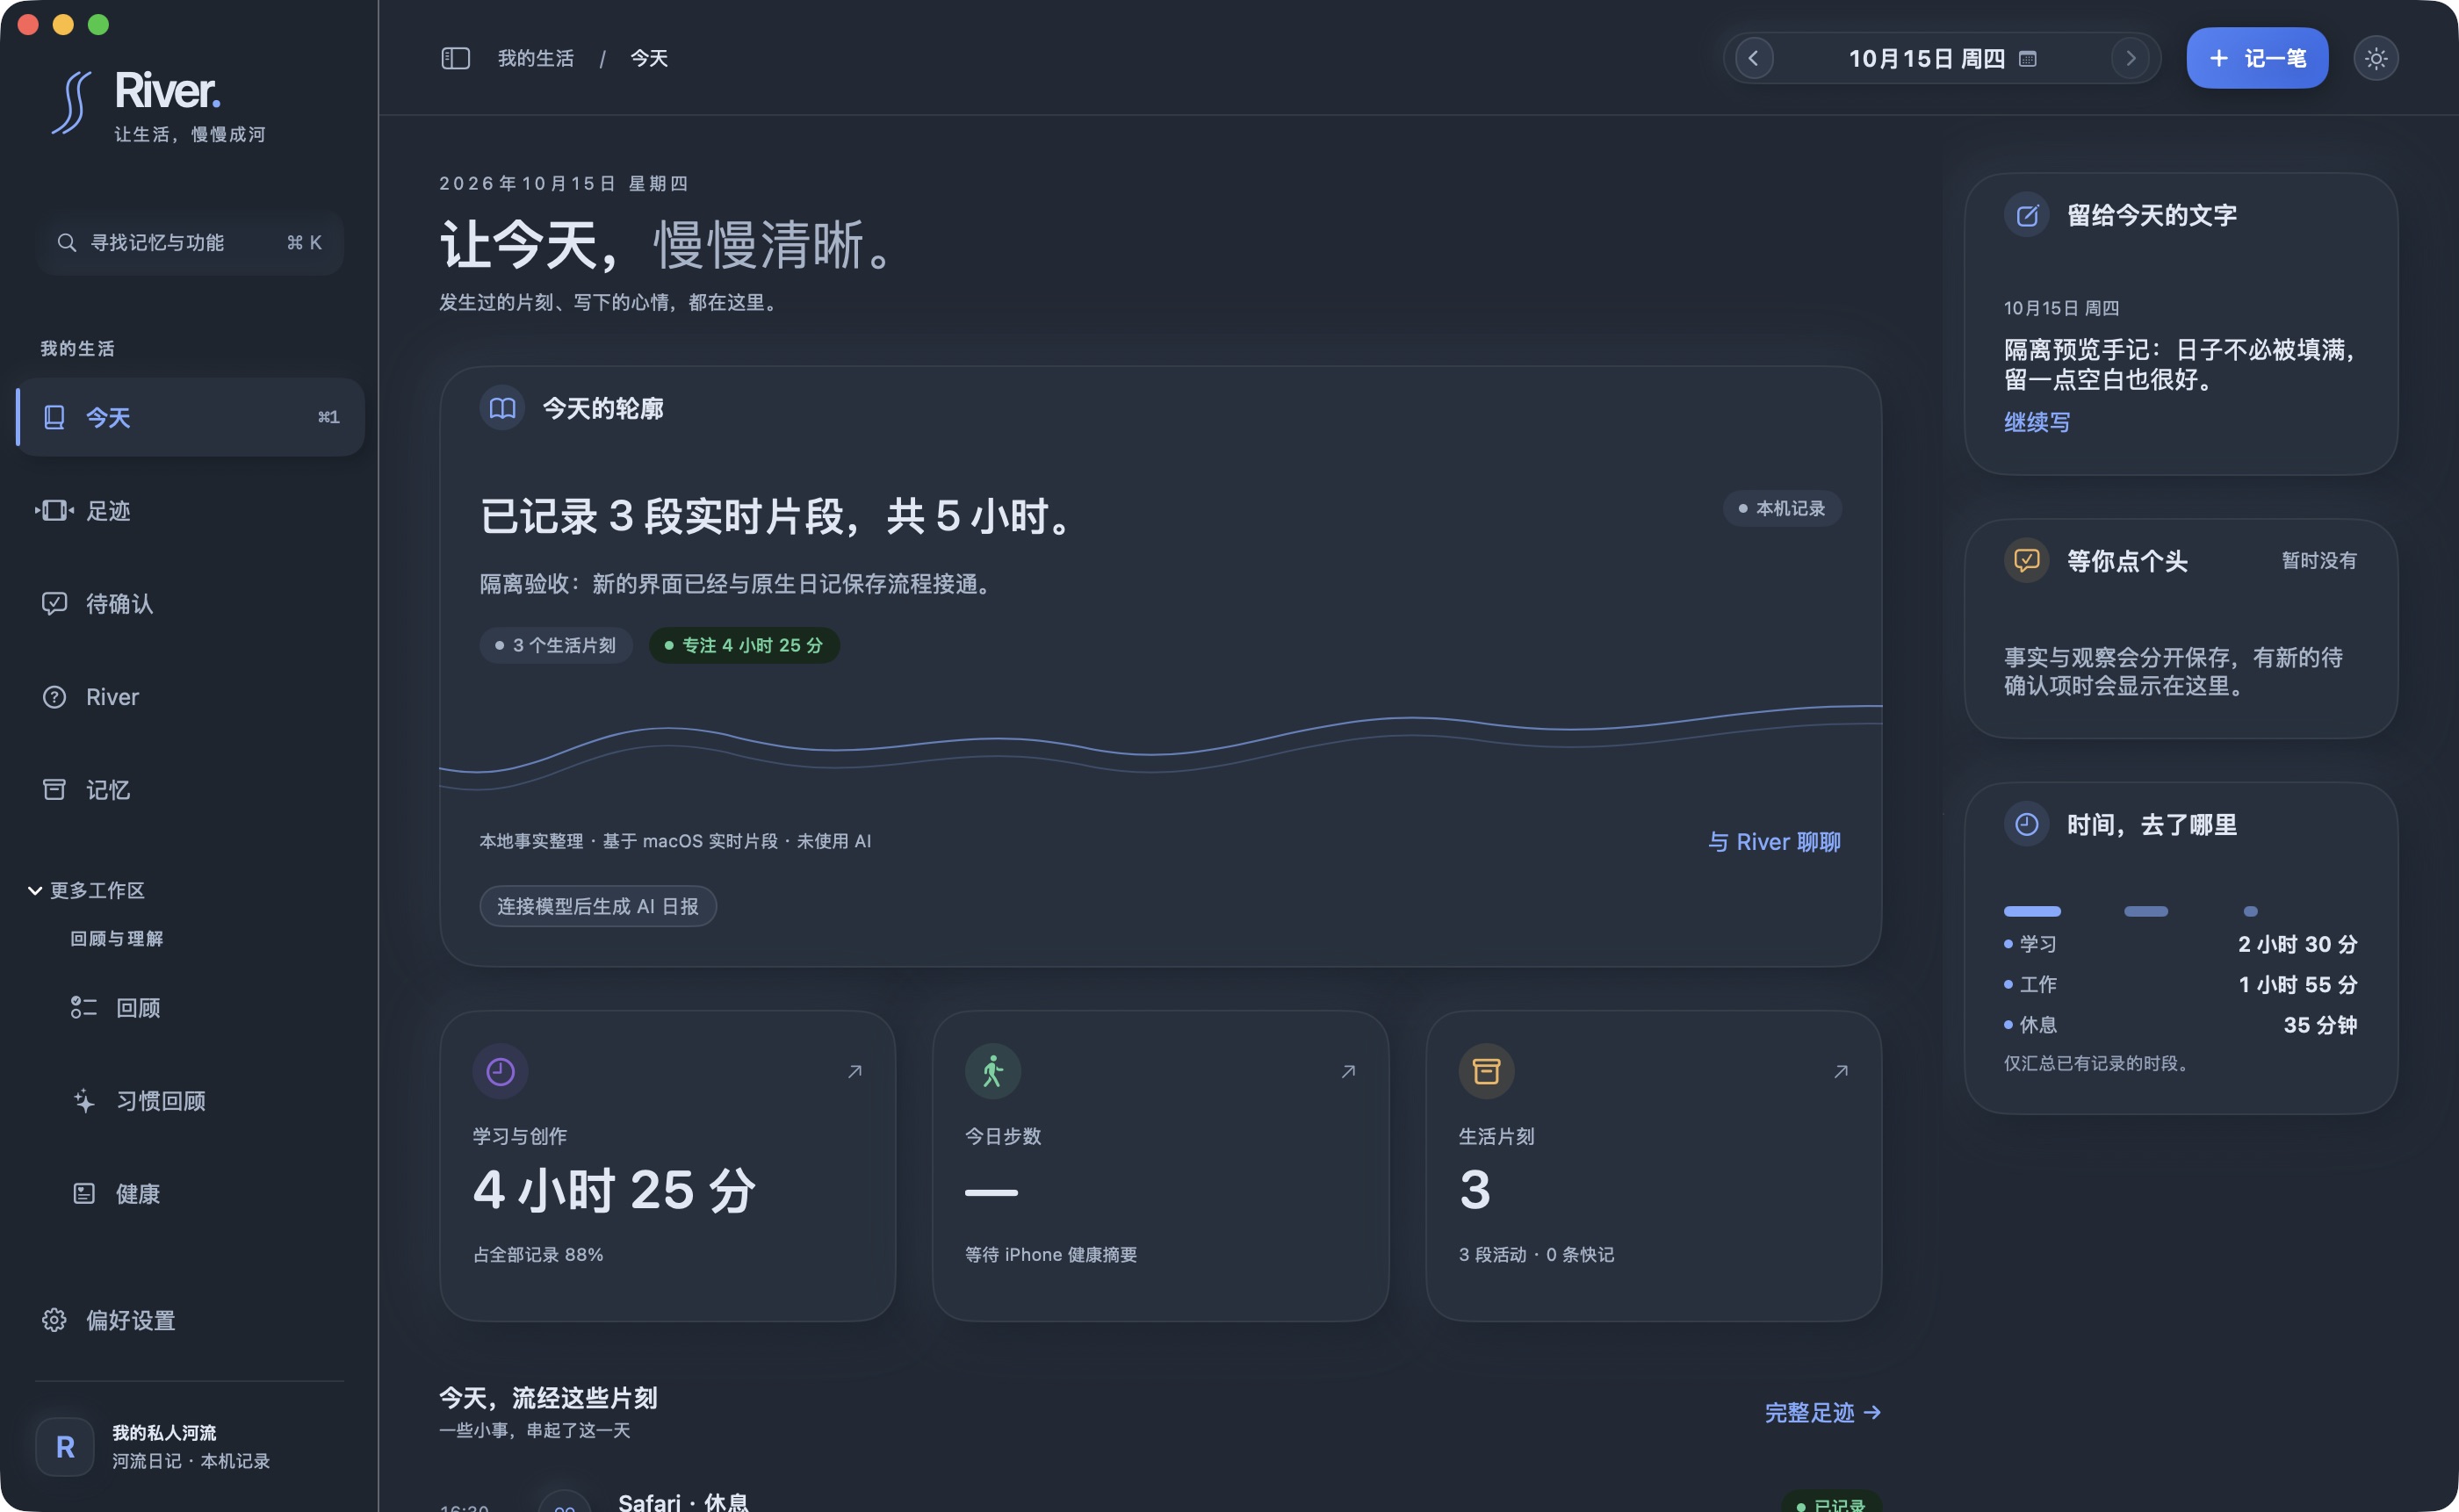 River.
让生活，慢慢成河
寻找记忆与功能 ⌘ K
我的生活
今天 ⌘1
足迹
待确认
River
记忆
更多工作区
回顾与理解
回顾
习惯回顾
健康
偏好设置
R
我的私人河流
河流日记 · 本机记录
我的生活 / 今天
10月15日 周四
+ 记一笔
2026年10月15日 星期四
让今天，慢慢清晰。
发生过的片刻、写下的心情，都在这里。
今天的轮廓
已记录 3 段实时片段，共 5 小时。
本机记录
隔离验收：新的界面已经与原生日记保存流程接通。
3 个生活片刻
专注 4 小时 25 分
本地事实整理 · 基于 macOS 实时片段 · 未使用 AI
与 River 聊聊
连接模型后生成 AI 日报
学习与创作
4 小时 25 分
占全部记录 88%
今日步数
—
等待 iPhone 健康摘要
生活片刻
3
3 段活动 · 0 条快记
今天，流经这些片刻
一些小事，串起了这一天
完整足迹 →
16:30
Safari · 休息
已记录
留给今天的文字
10月15日 周四
隔离预览手记：日子不必被填满，
留一点空白也很好。
继续写
等你点个头
暂时没有
事实与观察会分开保存，有新的待
确认项时会显示在这里。
时间，去了哪里
学习 2 小时 30 分
工作 1 小时 55 分
休息 35 分钟
仅汇总已有记录的时段。